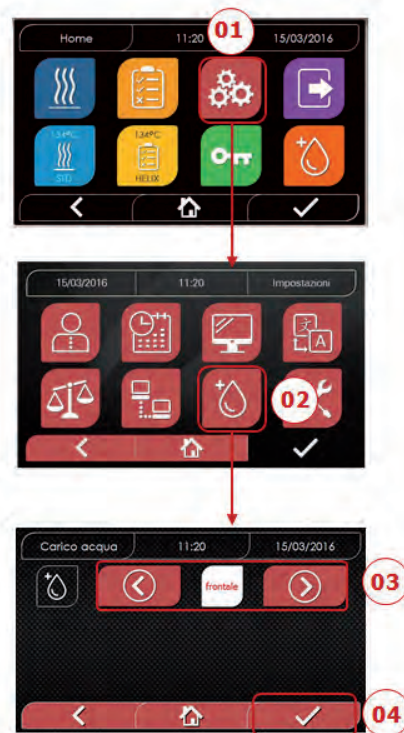 Home 11:20 01 15/03/2016
134°C 134°C
STD HELIX
15/03/2016 11:20 Impostazioni
文 A
02
Carico acqua 11:20 15/03/2016
frontale 03
04